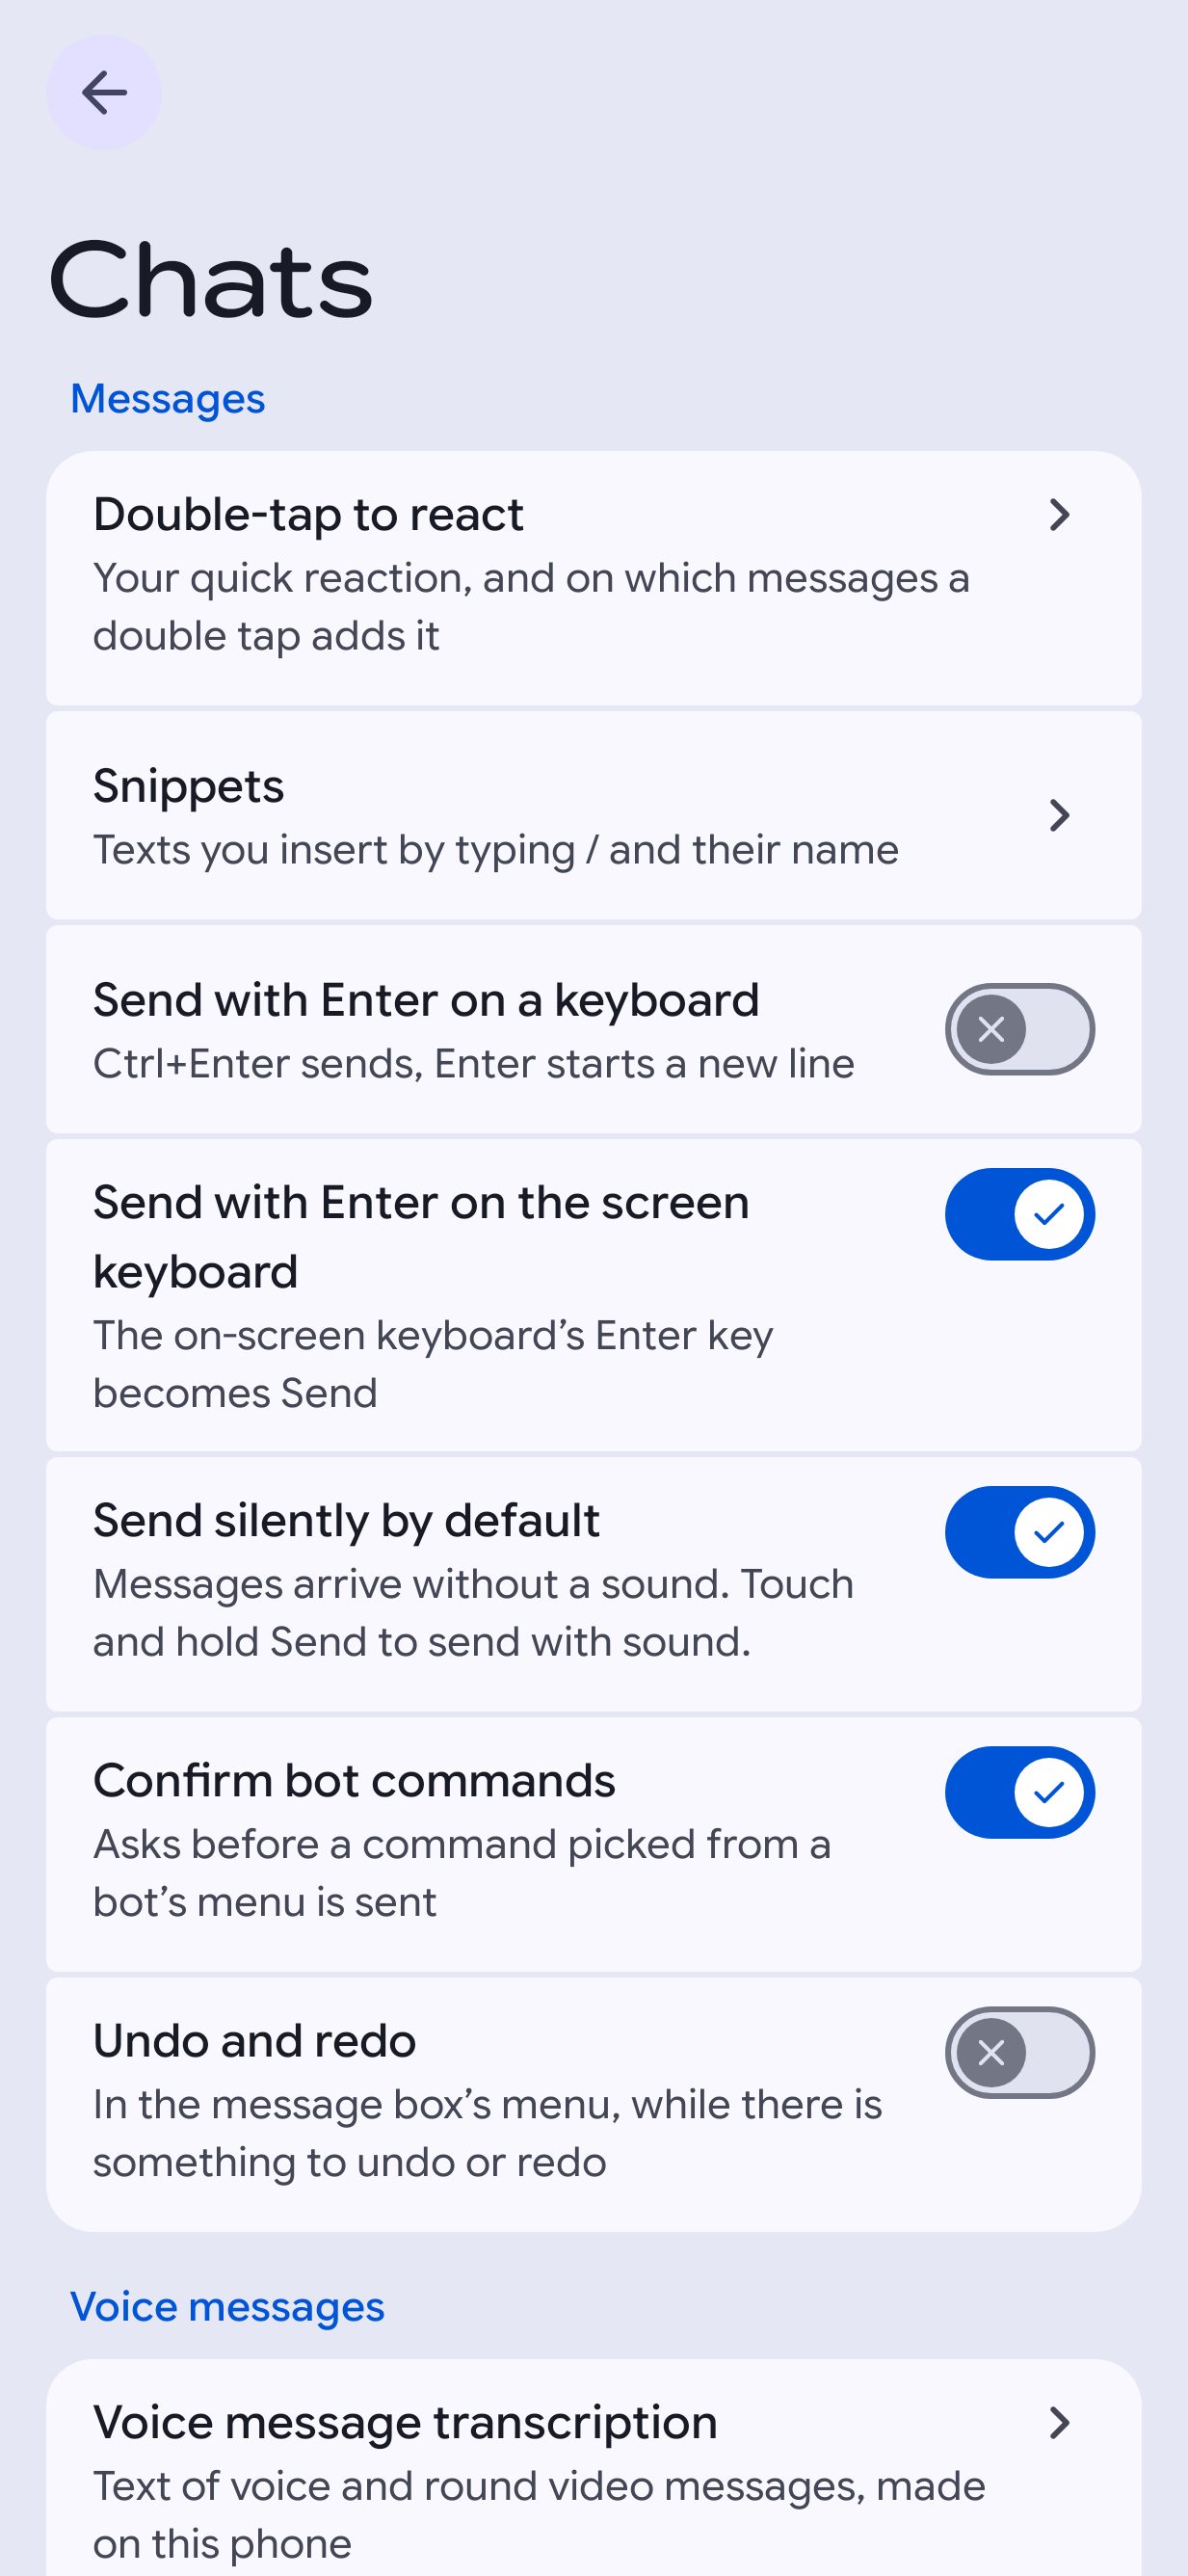 Chats
Messages
Double-tap to react
Your quick reaction, and on which messages a
double tap adds it
Snippets
Texts you insert by typing / and their name
Send with Enter on a keyboard
Ctrl+Enter sends, Enter starts a new line
Send with Enter on the screen
keyboard
The on-screen keyboard’s Enter key
becomes Send
Send silently by default
Messages arrive without a sound. Touch
and hold Send to send with sound.
Confirm bot commands
Asks before a command picked from a
bot’s menu is sent
Undo and redo
In the message box’s menu, while there is
something to undo or redo
Voice messages
Voice message transcription
Text of voice and round video messages, made
on this phone